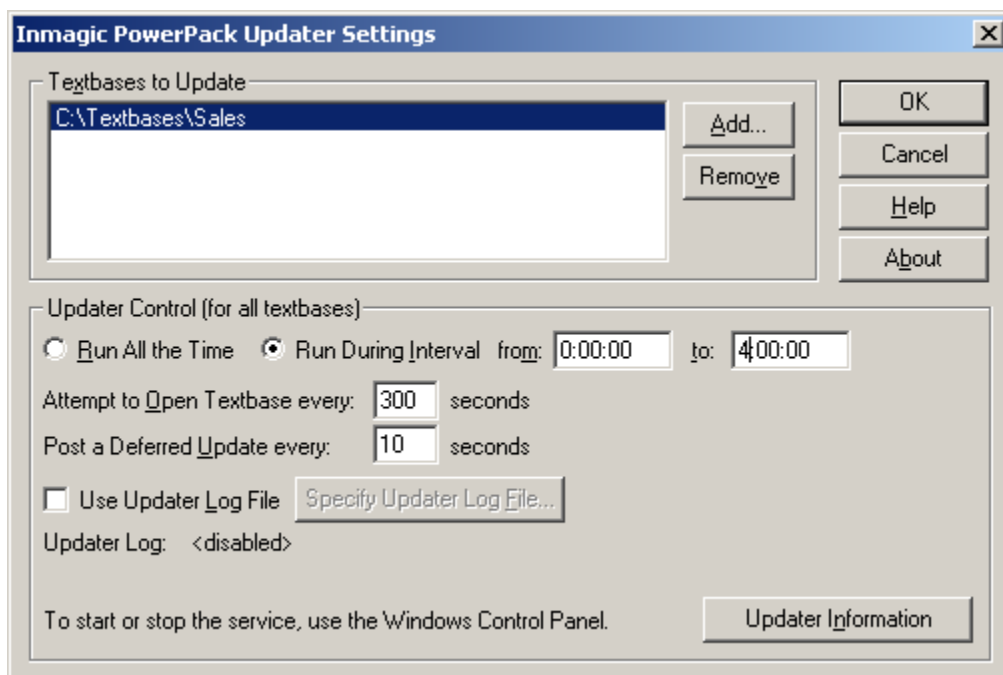 Inmagic PowerPack Updater Settings
Textbases to Update
C:\Textbases\Sales
Add...
Remove
OK
Cancel
Help
About
Updater Control (for all textbases)
Run All the Time Run During Interval from: 0:00:00 to: 4:00:00
Attempt to Open Textbase every: 300 seconds
Post a Deferred Update every: 10 seconds
Use Updater Log File Specify Updater Log File...
Updater Log: <disabled>
To start or stop the service, use the Windows Control Panel. Updater Information